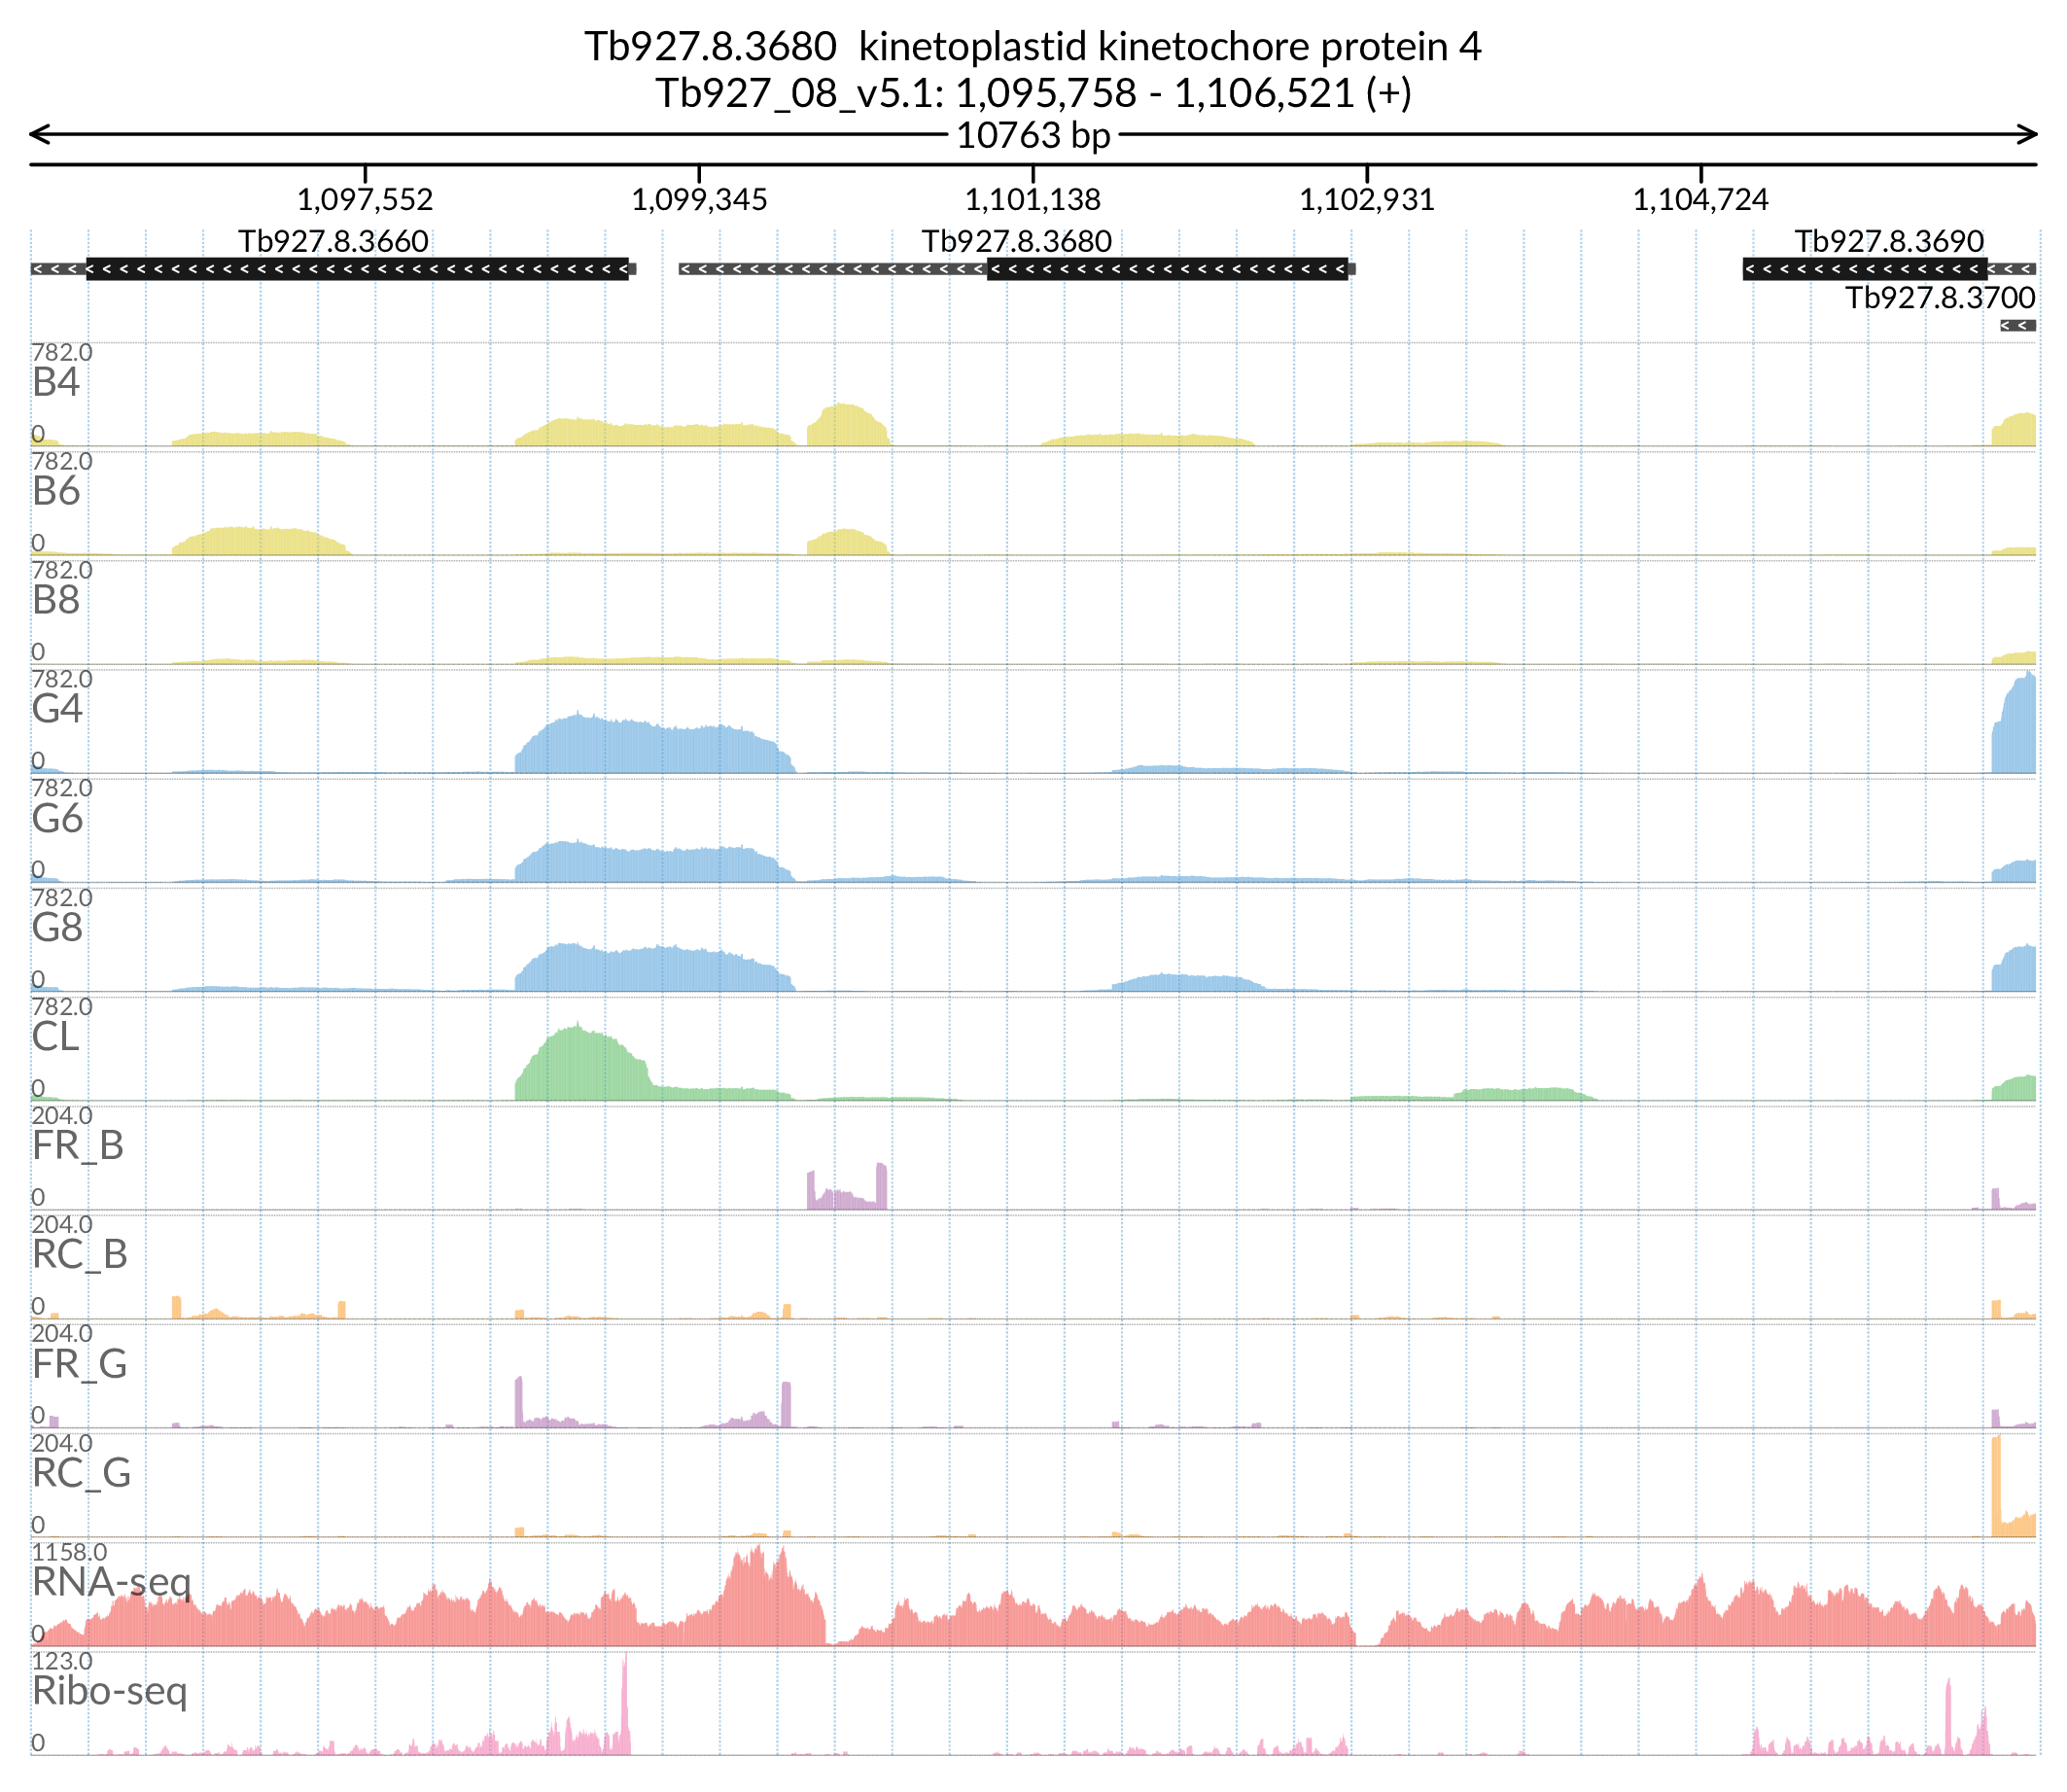 Tb927.8.3680  kinetoplastid kinetochore protein 4
Tb927_08_v5.1: 1,095,758 - 1,106,521 (+)
10763 bp
1,097,552 1,099,345 1,101,138 1,102,931 1,104,724
Tb927.8.3660 Tb927.8.3680 Tb927.8.3690
Tb927.8.3700
782.0
B4
0
782.0
B6
0
782.0
B8
0
782.0
G4
0
782.0
G6
0
782.0
G8
0
782.0
CL
0
204.0
FR_B
0
204.0
RC_B
0
204.0
FR_G
0
204.0
RC_G
0
1158.0
RNA-seq
0
123.0
Ribo-seq
0